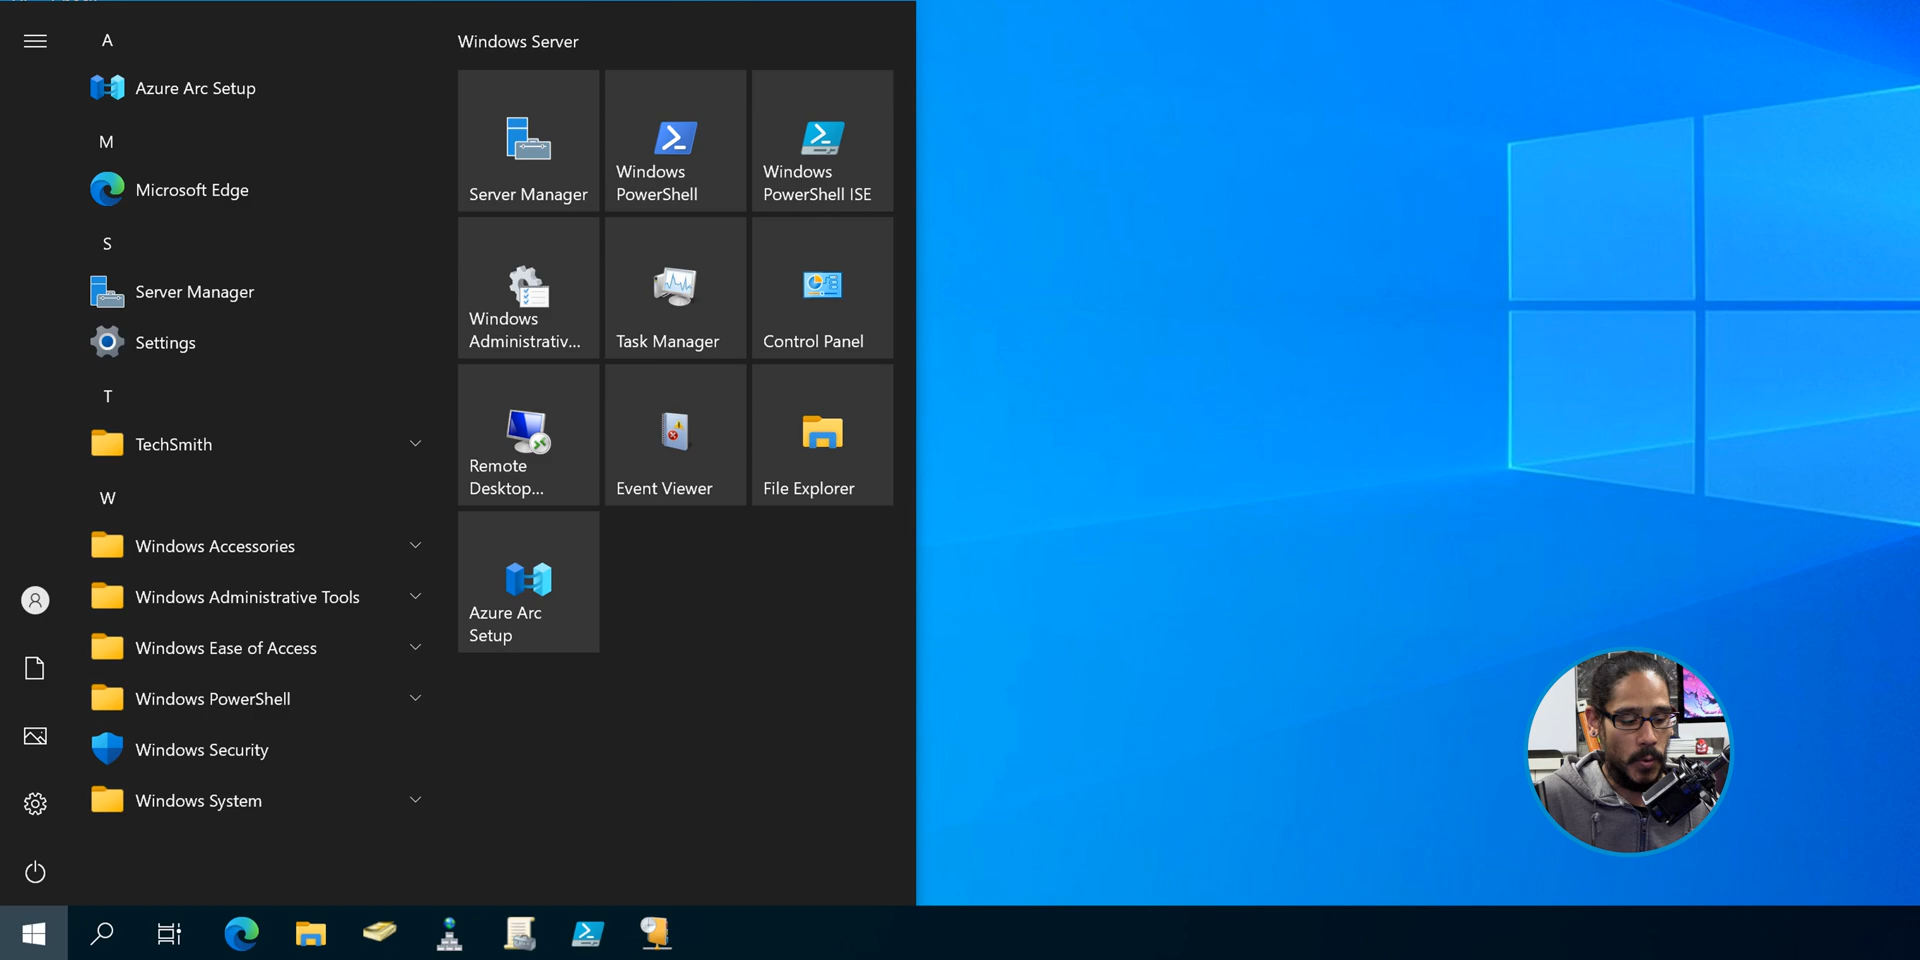 A
Azure Arc Setup
M
Microsoft Edge
S
Server Manager
Settings
T
TechSmith
W
Windows Accessories
Windows Administrative Tools
Windows Ease of Access
Windows PowerShell
Windows Security
Windows System
Windows Server
Server Manager
Windows
PowerShell
Windows
PowerShell ISE
Windows
Administrativ...
Task Manager
Control Panel
Remote
Desktop...
Event Viewer
File Explorer
Azure Arc
Setup